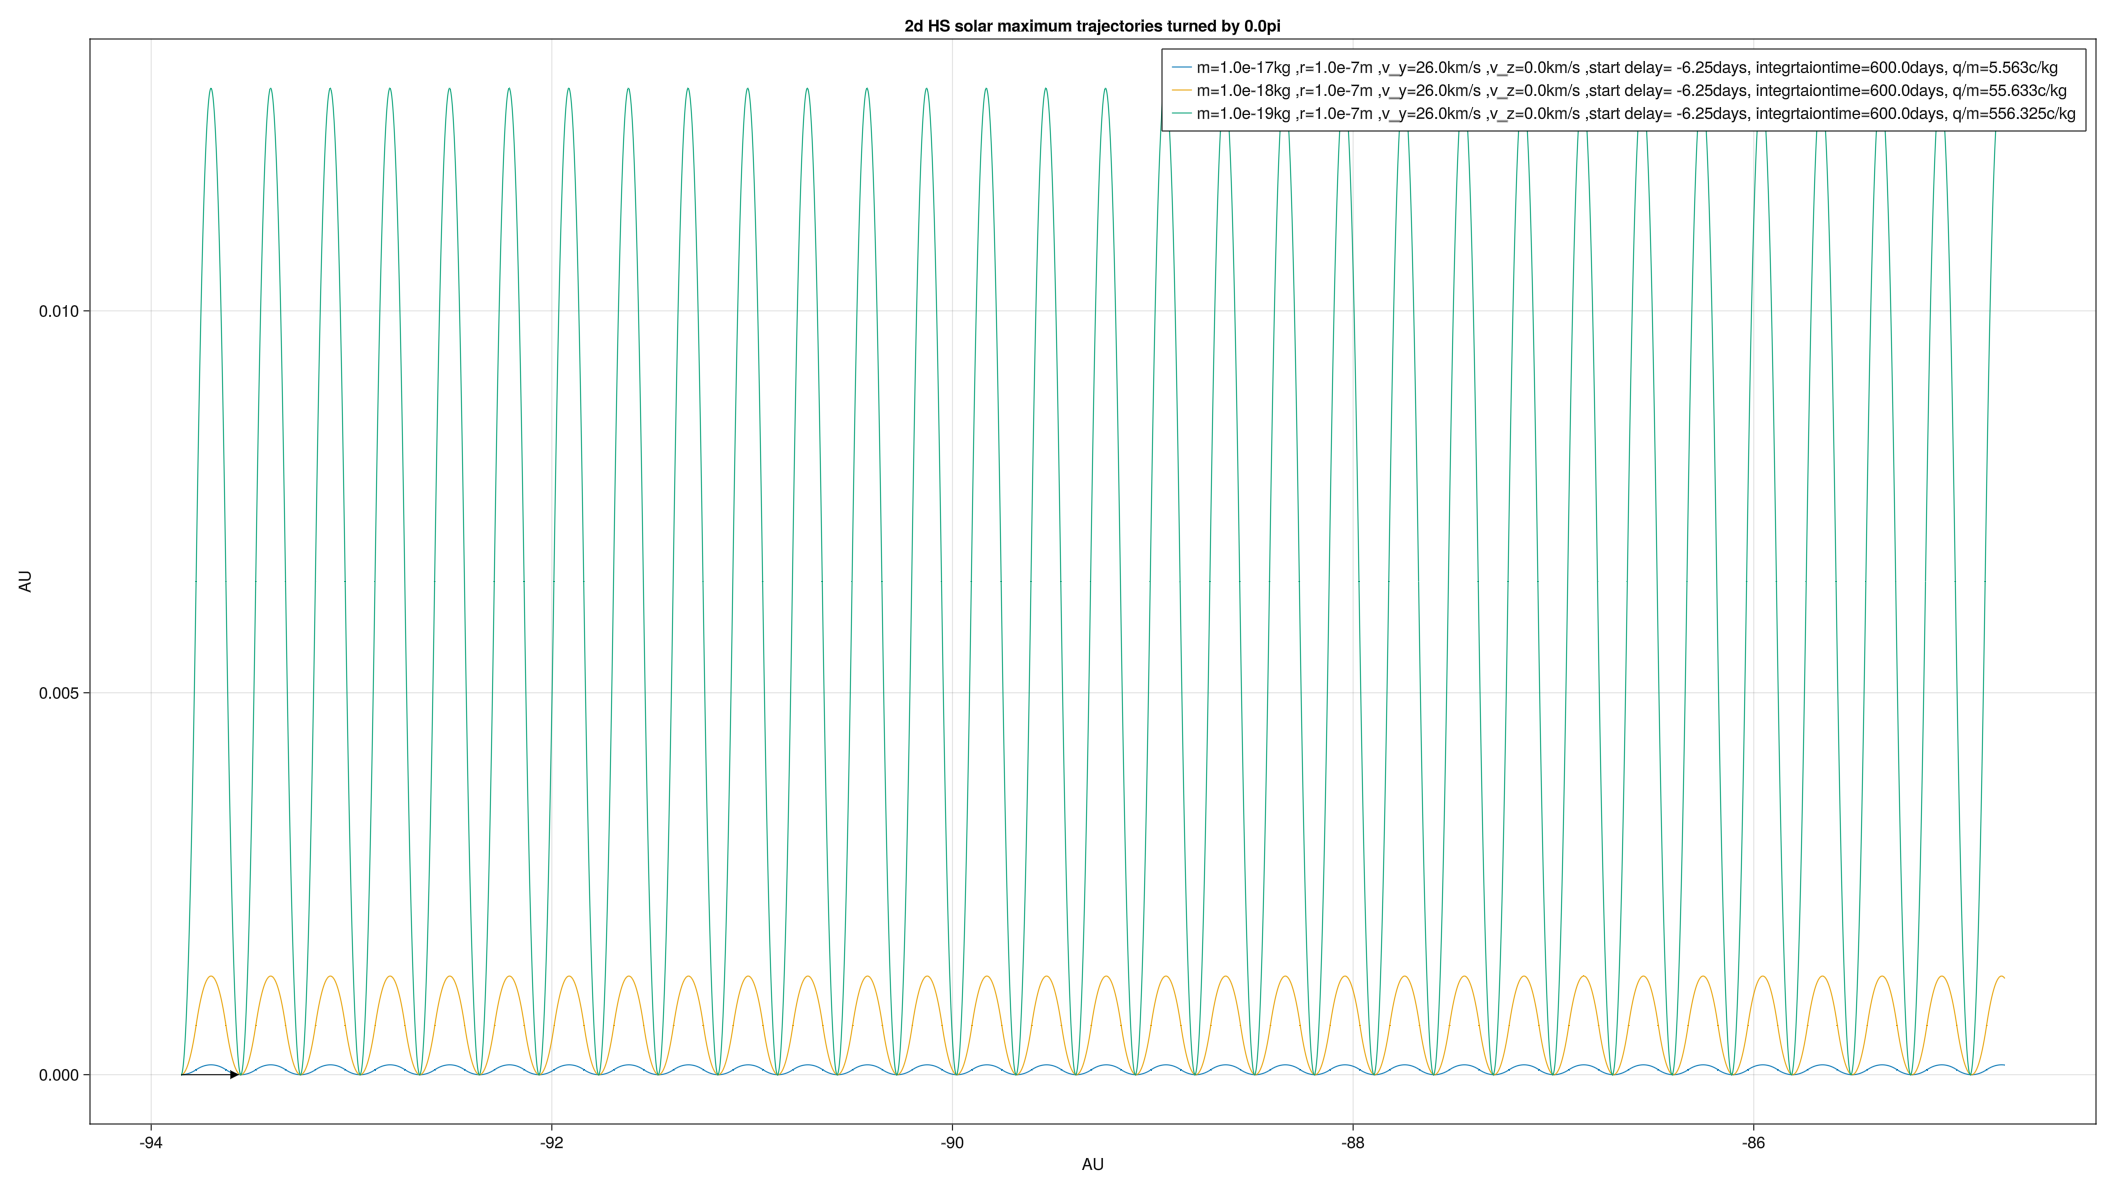 2d HS solar maximum trajectories turned by 0.0pi
m=1.0e-17kg ,r=1.0e-7m ,v_y=26.0km/s ,v_z=0.0km/s ,start delay= -6.25days, integrtaiontime=600.0days, q/m=5.563c/kg
m=1.0e-18kg ,r=1.0e-7m ,v_y=26.0km/s ,v_z=0.0km/s ,start delay= -6.25days, integrtaiontime=600.0days, q/m=55.633c/kg
m=1.0e-19kg ,r=1.0e-7m ,v_y=26.0km/s ,v_z=0.0km/s ,start delay= -6.25days, integrtaiontime=600.0days, q/m=556.325c/kg
0.010
AU
0.005
0.000
-94 -92 -90 -88 -86
AU